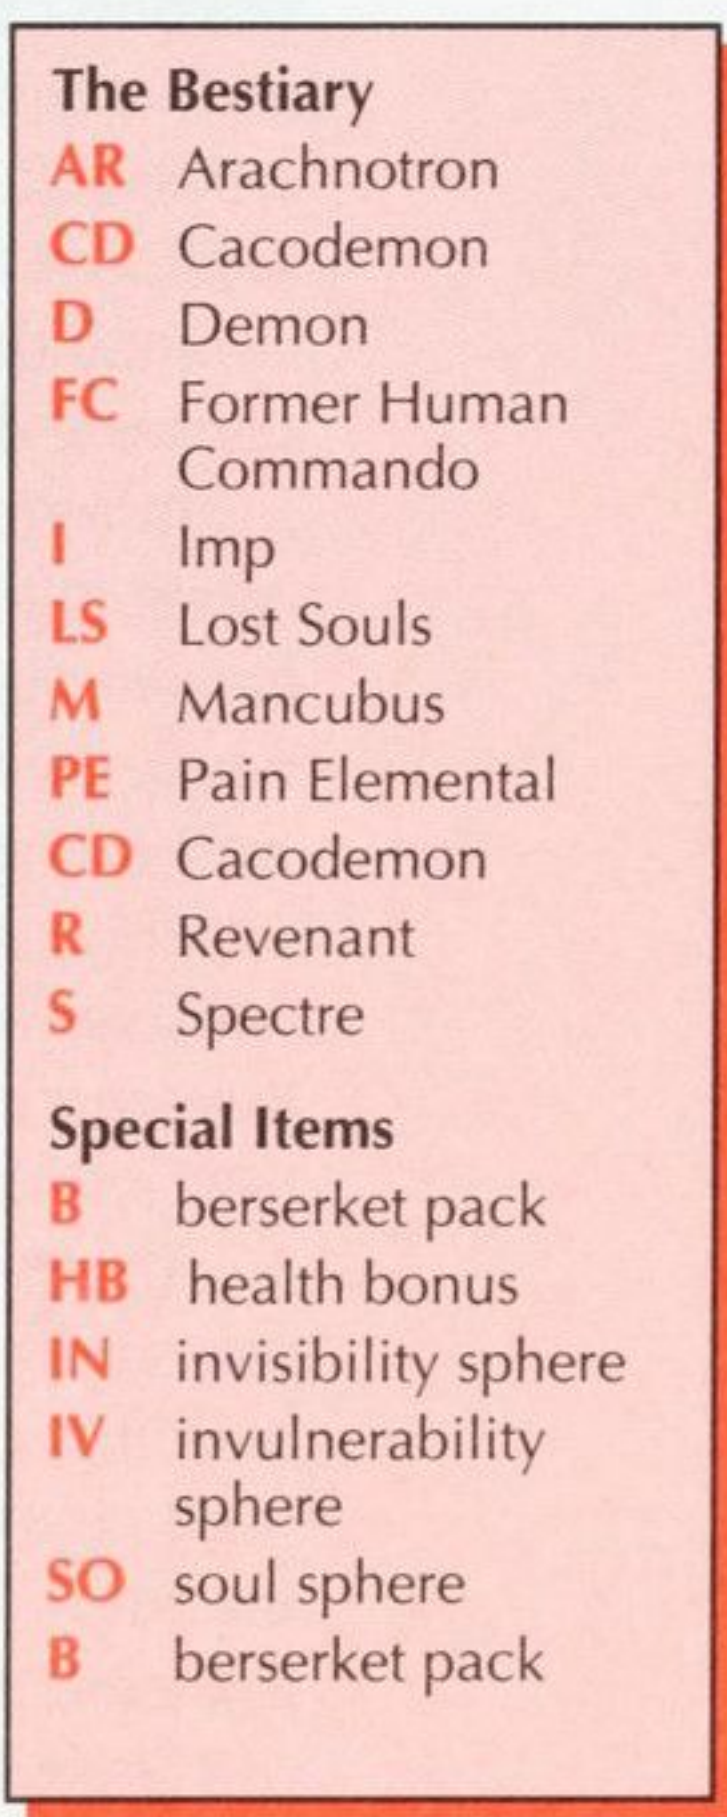 The Bestiary
AR Arachnotron
CD Cacodemon
D Demon
FC Former Human
Commando
I Imp
LS Lost Souls
M Mancubus
PE Pain Elemental
CD Cacodemon
R Revenant
S Spectre
Special Items
B berserket pack
HB health bonus
IN invisibility sphere
IV invulnerability
sphere
SO soul sphere
B berserket pack